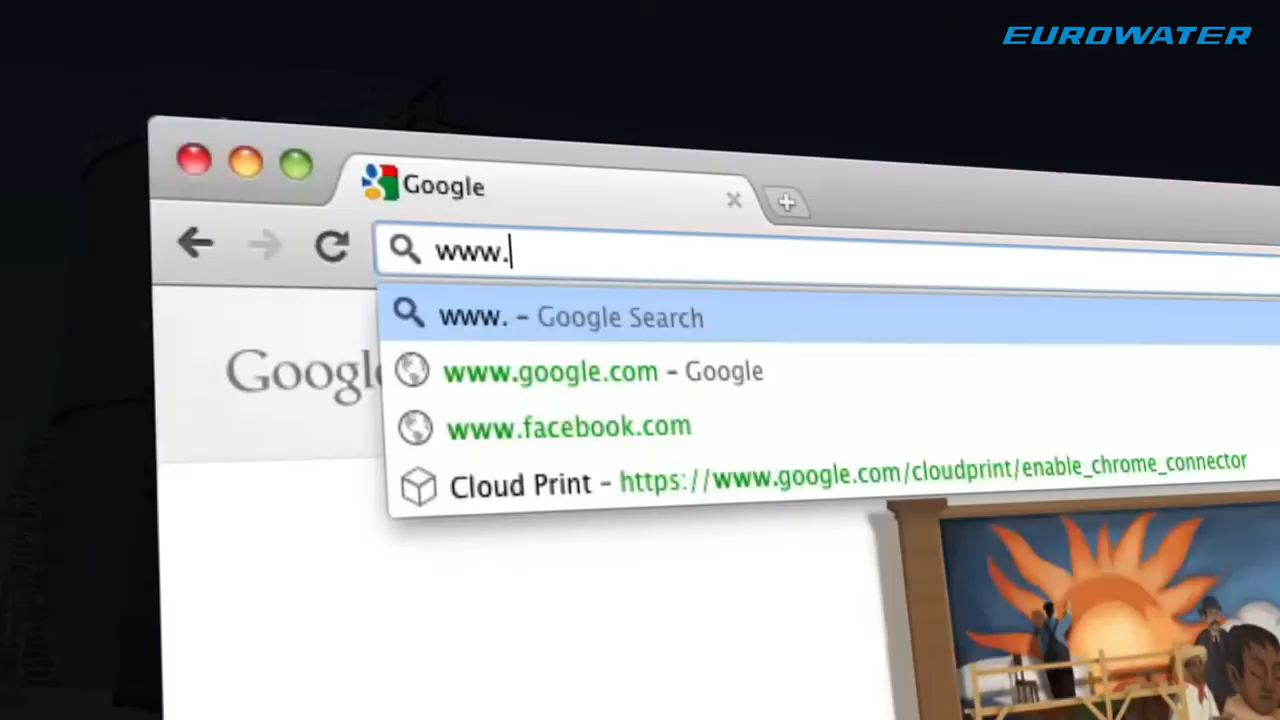 EUROWATER
Google
www.
www. – Google Search
www.google.com – Google
www.facebook.com
Cloud Print – https://www.google.com/cloudprint/enable_chrome_connector
Google